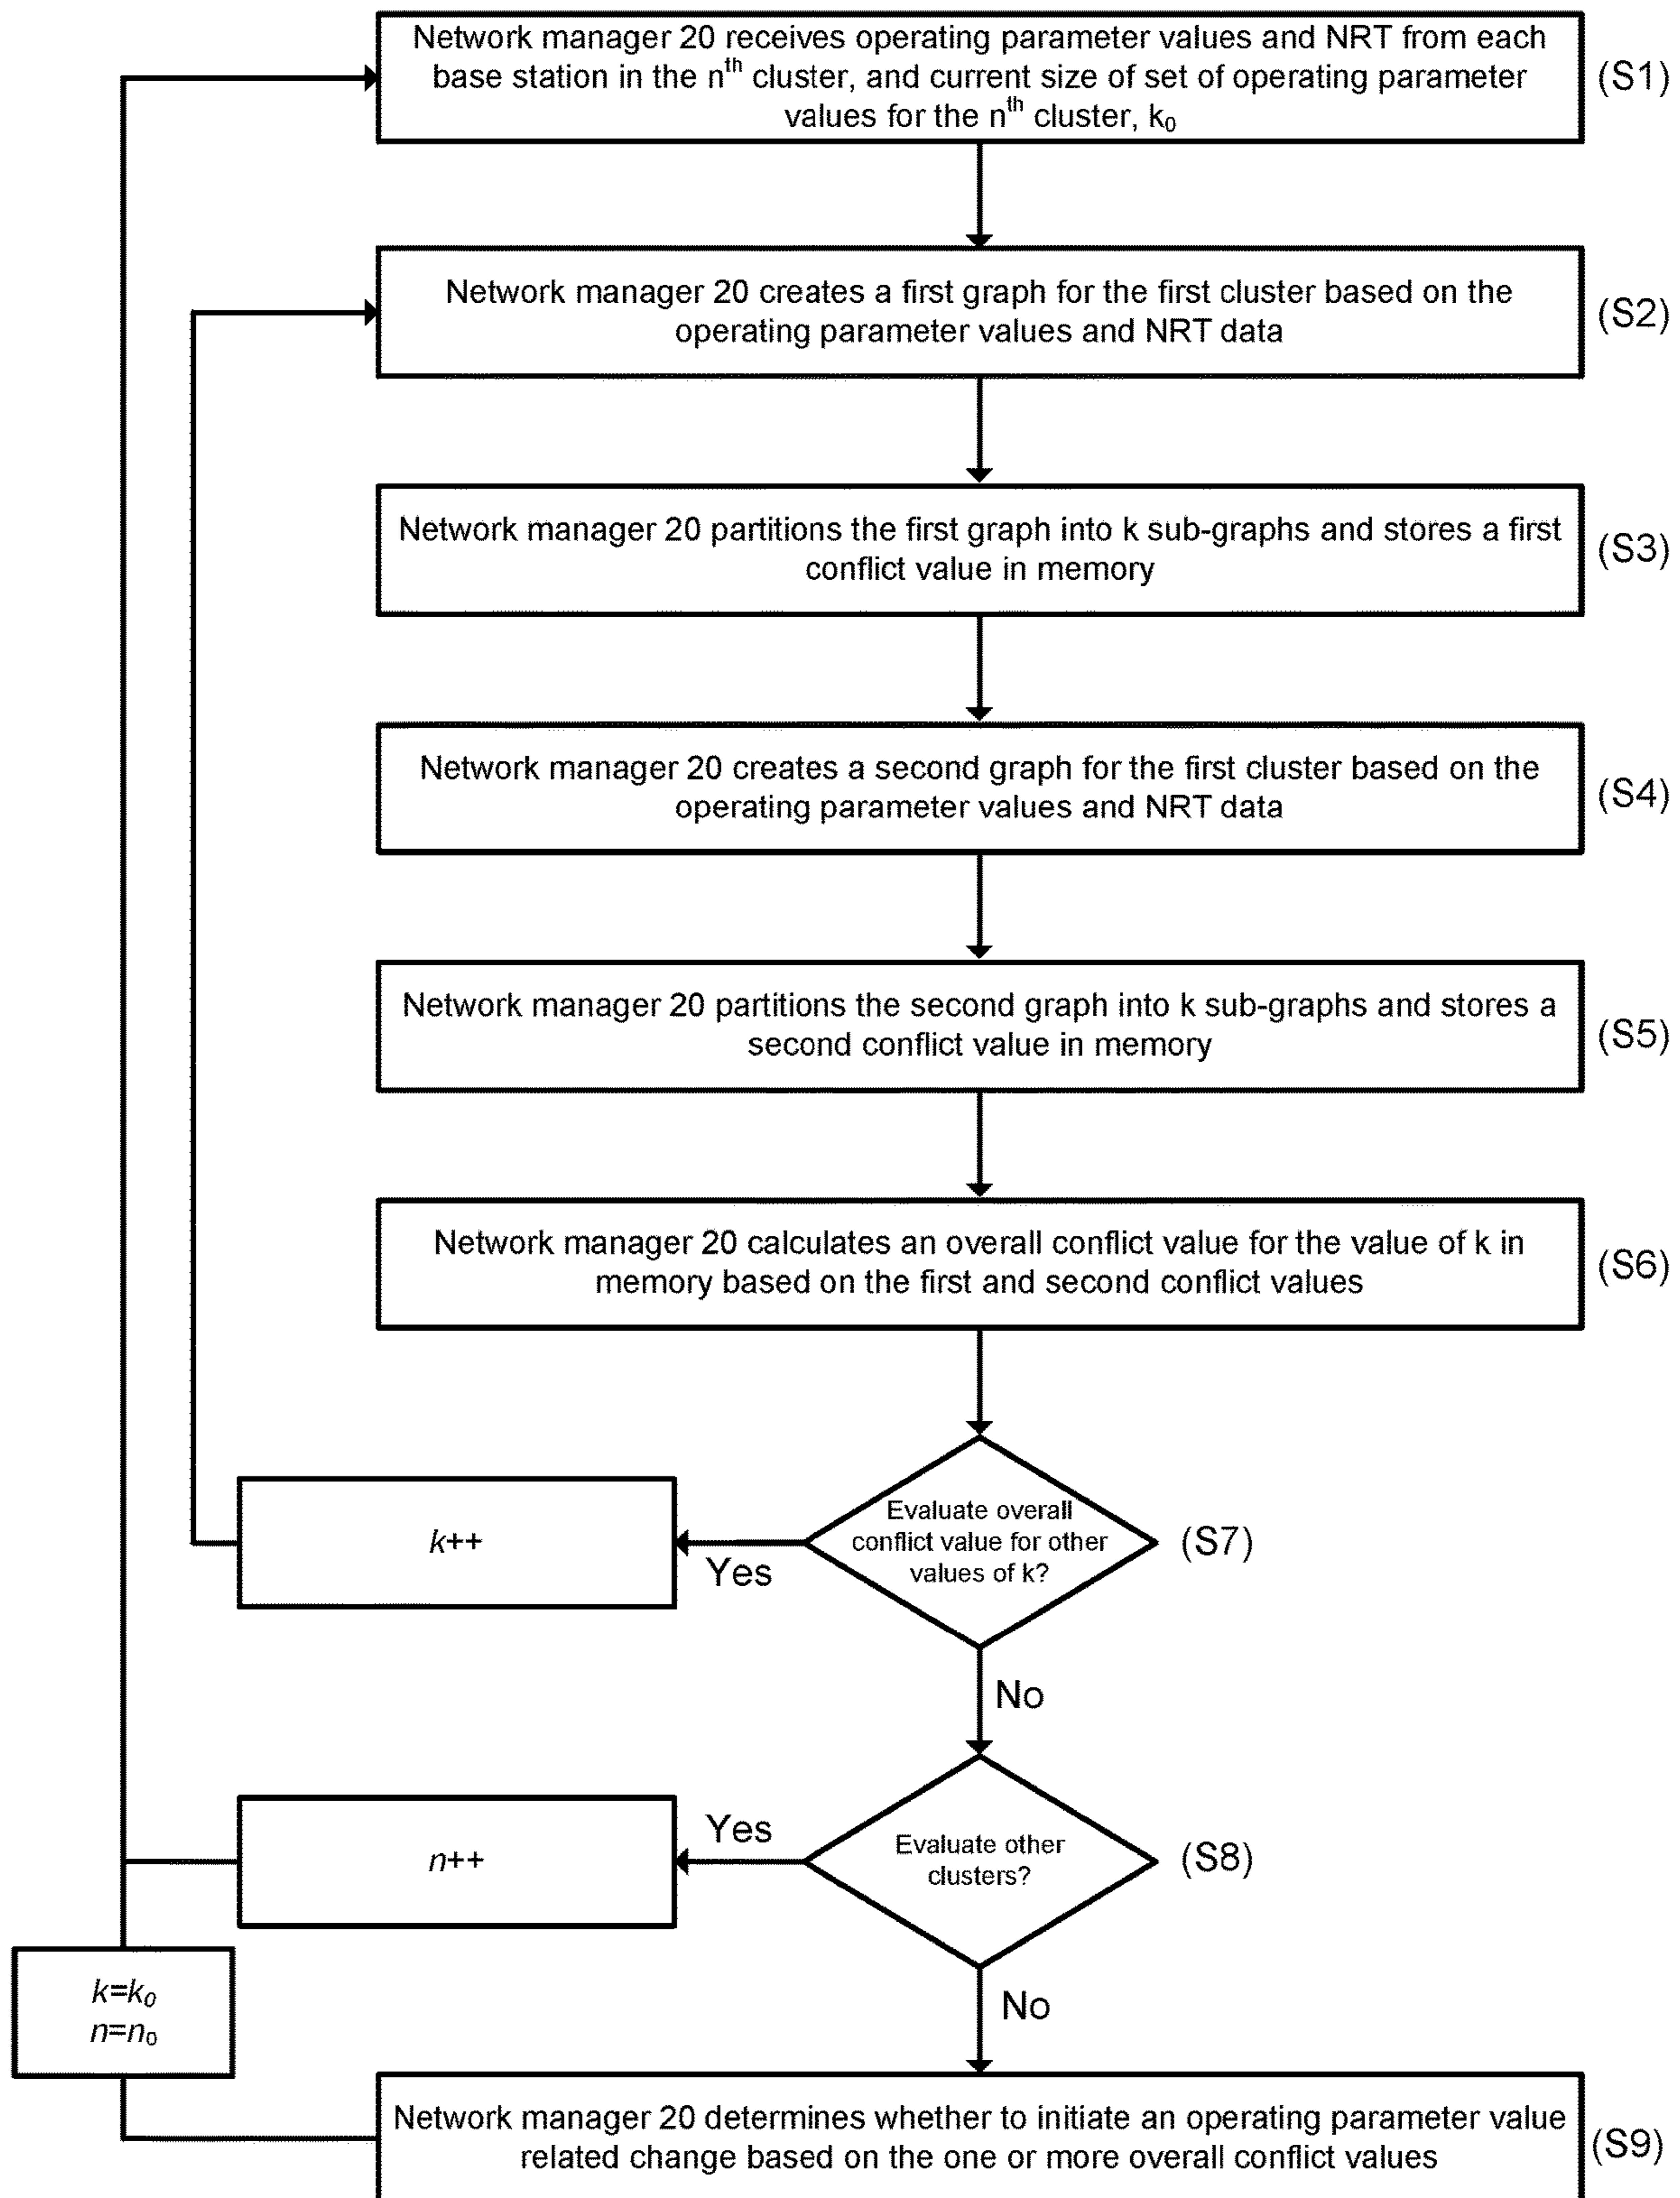 Network manager 20 receives operating parameter values and NRT from each
base station in the nth cluster, and current size of set of operating parameter
values for the nth cluster, k0
(S1)
Network manager 20 creates a first graph for the first cluster based on the
operating parameter values and NRT data
(S2)
Network manager 20 partitions the first graph into k sub-graphs and stores a first
conflict value in memory
(S3)
Network manager 20 creates a second graph for the first cluster based on the
operating parameter values and NRT data
(S4)
Network manager 20 partitions the second graph into k sub-graphs and stores a
second conflict value in memory
(S5)
Network manager 20 calculates an overall conflict value for the value of k in
memory based on the first and second conflict values
(S6)
Evaluate overall
conflict value for other
values of k?
(S7)
Yes
k++
No
Evaluate other
clusters?
(S8)
Yes
n++
No
k=k0
n=n0
Network manager 20 determines whether to initiate an operating parameter value
related change based on the one or more overall conflict values
(S9)